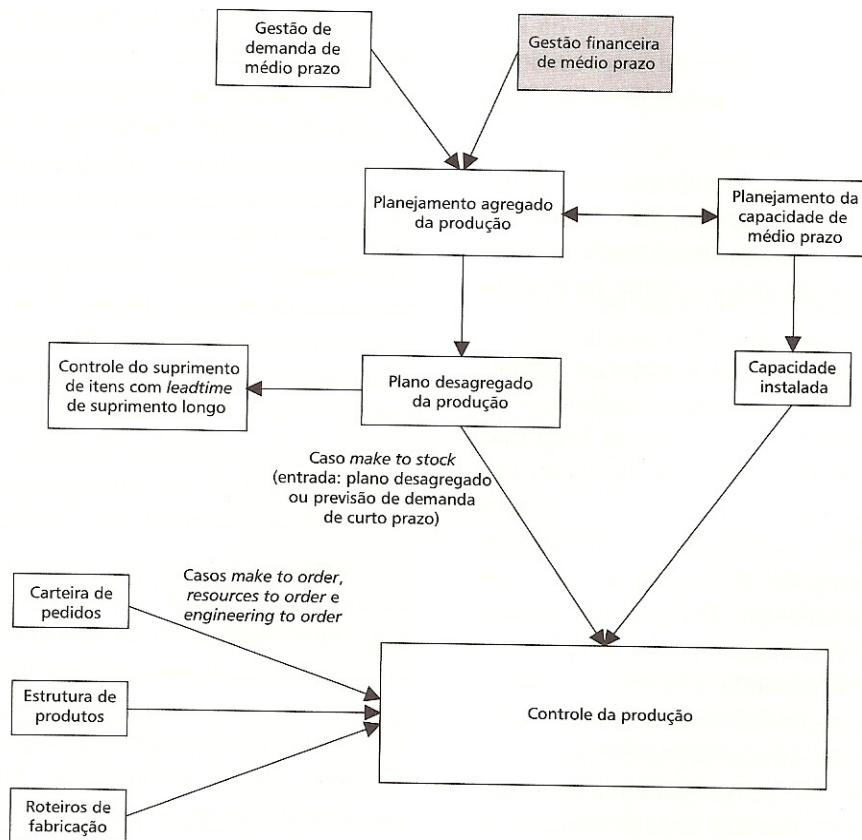 Gestão de
demanda de
médio prazo
Gestão financeira
de médio prazo
Planejamento agregado
da produção
Planejamento da
capacidade de
médio prazo
Controle do suprimento
de itens com leadtime
de suprimento longo
Plano desagregado
da produção
Capacidade
instalada
Caso make to stock
(entrada: plano desagregado
ou previsão de demanda
de curto prazo)
Carteira de
pedidos
Casos make to order,
resources to order e
engineering to order
Estrutura de
produtos
Controle da produção
Roteiros de
fabricação